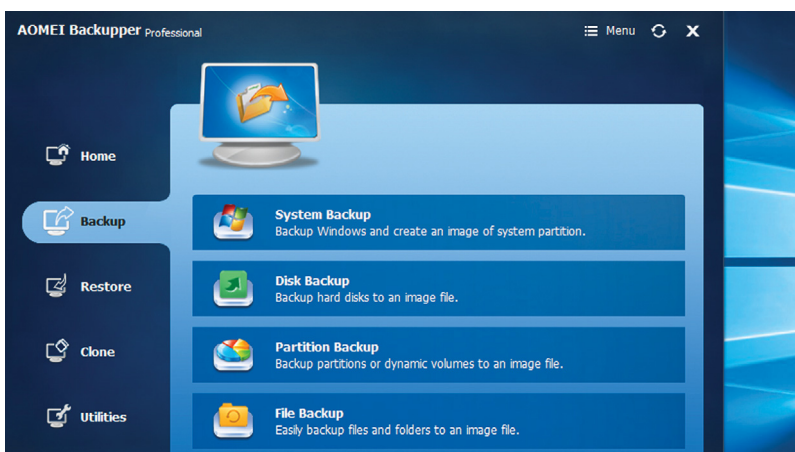 AOMEI Backupper Professional
Menu
Home
Backup
Restore
Clone
Utilities
System Backup
Backup Windows and create an image of system partition.
Disk Backup
Backup hard disks to an image file.
Partition Backup
Backup partitions or dynamic volumes to an image file.
File Backup
Easily backup files and folders to an image file.